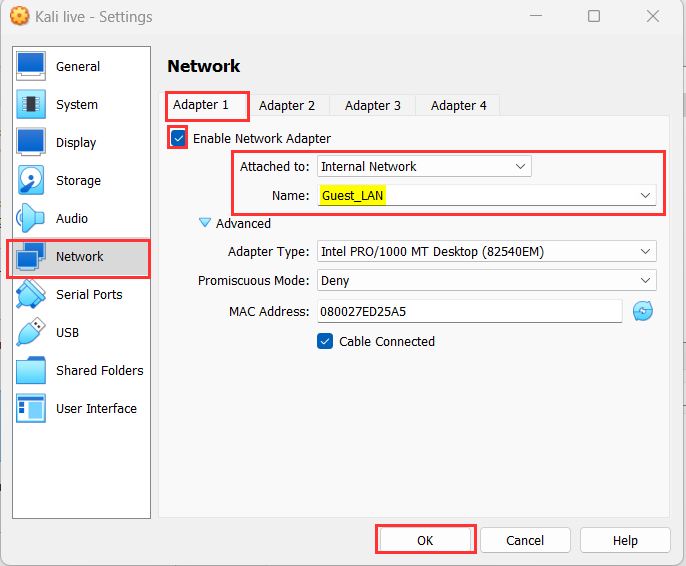 Kali live - Settings
General
System
Display
Storage
Audio
Network
Serial Ports
USB
Shared Folders
User Interface
Network
Adapter 1 Adapter 2 Adapter 3 Adapter 4
Enable Network Adapter
Attached to: Internal Network
Name: Guest_LAN
Advanced
Adapter Type: Intel PRO/1000 MT Desktop (82540EM)
Promiscuous Mode: Deny
MAC Address: 080027ED25A5
Cable Connected
OK Cancel Help